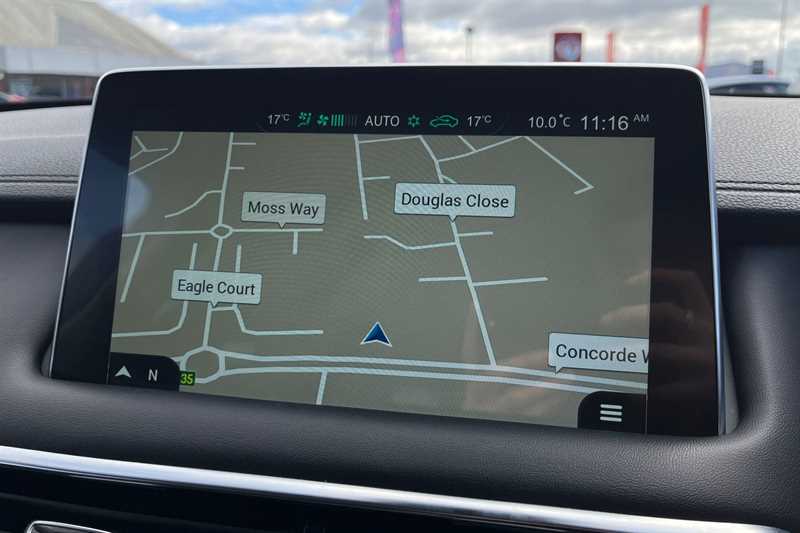 17°C AUTO 17°C 10.0°C 11:16 AM
Moss Way
Douglas Close
Eagle Court
Concorde W
N
35